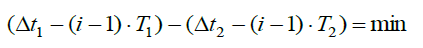 (Δt₁ − (i − 1) · T₁) − (Δt₂ − (i − 1) · T₂) = min